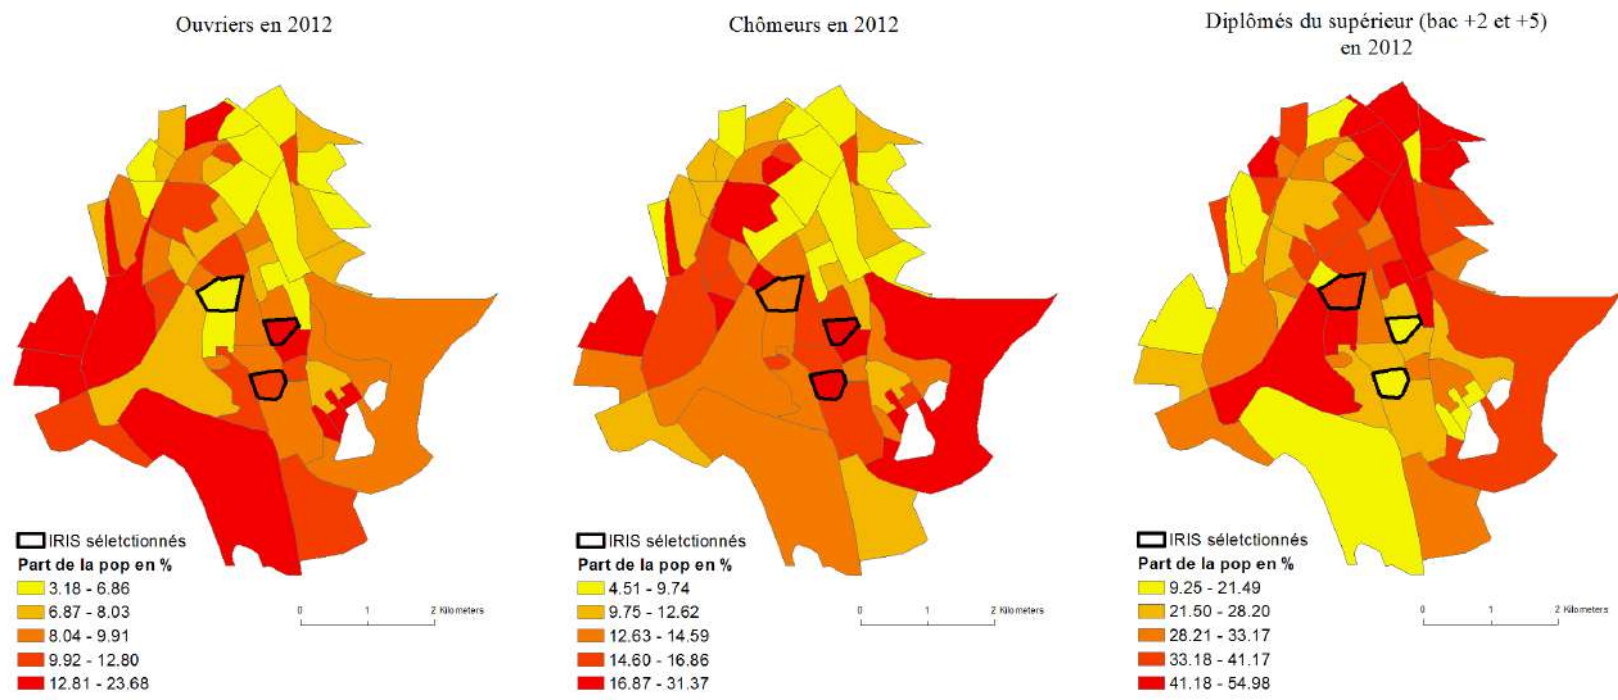 Ouvriers en 2012
Chômeurs en 2012
Diplômés du supérieur (bac +2 et +5)
en 2012
IRIS séletctionnés
Part de la pop en %
3.18 - 6.86
6.87 - 8.03
8.04 - 9.91
9.92 - 12.80
12.81 - 23.68
0 1 2 Kilometers
IRIS séletctionnés
Part de la pop en %
4.51 - 9.74
9.75 - 12.62
12.63 - 14.59
14.60 - 16.86
16.87 - 31.37
0 1 2 Kilometers
IRIS séletctionnés
Part de la pop en %
9.25 - 21.49
21.50 - 28.20
28.21 - 33.17
33.18 - 41.17
41.18 - 54.98
0 1 2 Kilometers